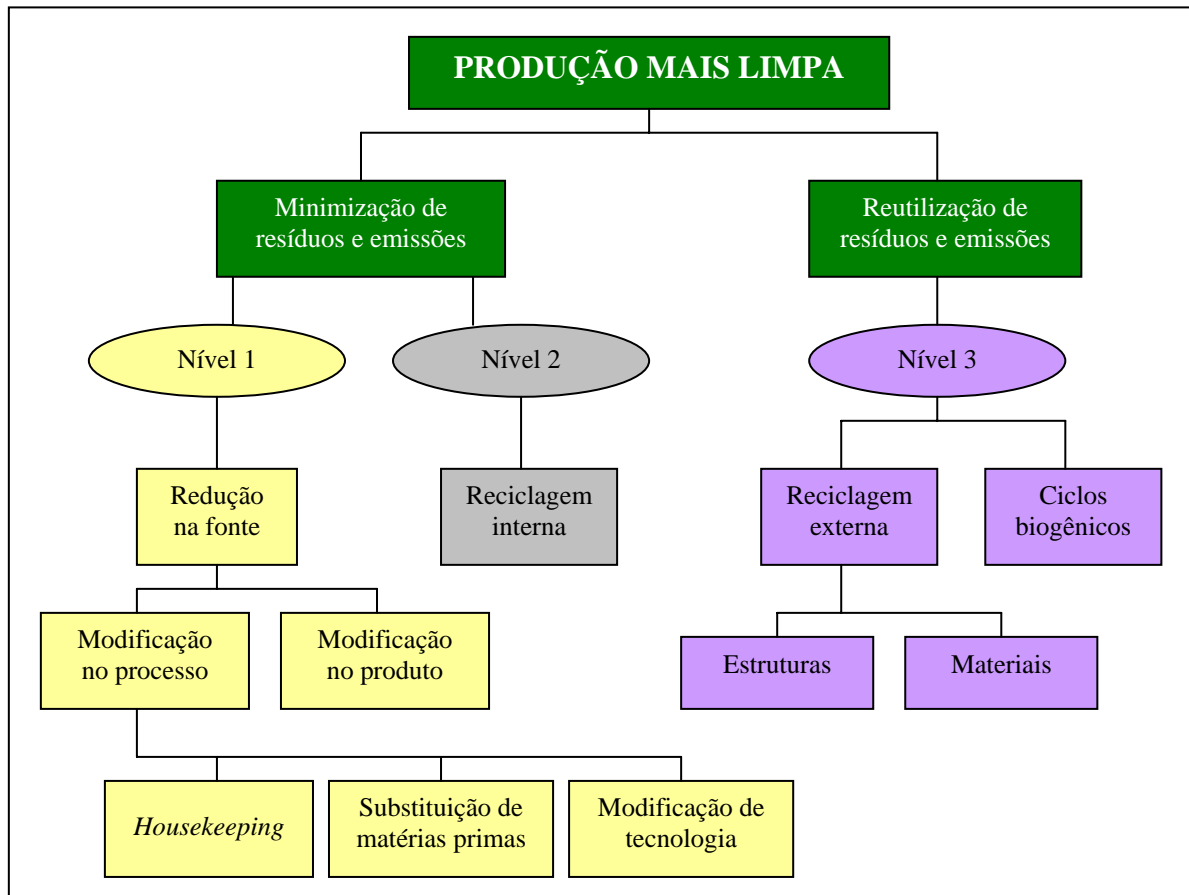 PRODUÇÃO MAIS LIMPA
Minimização de
resíduos e emissões
Reutilização de
resíduos e emissões
Nível 1
Nível 2
Nível 3
Redução
na fonte
Reciclagem
interna
Reciclagem
externa
Ciclos
biogênicos
Modificação
no processo
Modificação
no produto
Estruturas
Materiais
Housekeeping
Substituição de
matérias primas
Modificação de
tecnologia